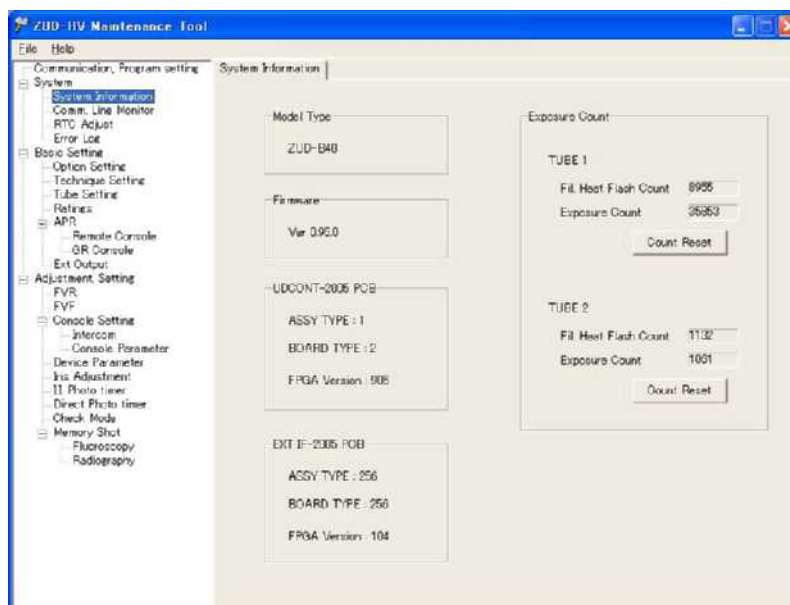 ZUD-HV Maintenance Tool
File Help
Communication, Program setting
System
System Information
Comm. Line Monitor
RTC Adjust
Error Log
Basic Setting
Option Setting
Technique Setting
Tube Setting
Ratings
APR
Remote Console
GR Console
Ext Output
Adjustment, Setting
FVR
FVF
Console Setting
Intercom
Console Parameter
Device Parameter
Iris Adjustment
II Photo timer
Direct Photo timer
Check Mode
Memory Shot
Fluoroscopy
Radiography
System Information
Model Type
ZUD-B40
Firmware
Ver 0.95.0
UDCONT-2005 PCB
ASSY TYPE : 1
BOARD TYPE : 2
FPGA Version : 906
EXT IF-2005 PCB
ASSY TYPE : 256
BOARD TYPE : 256
FPGA Version : 104
Exposure Count
TUBE 1
Fil. Heat Flash Count 8955
Exposure Count 35853
Count Reset
TUBE 2
Fil. Heat Flash Count 1132
Exposure Count 1061
Count Reset